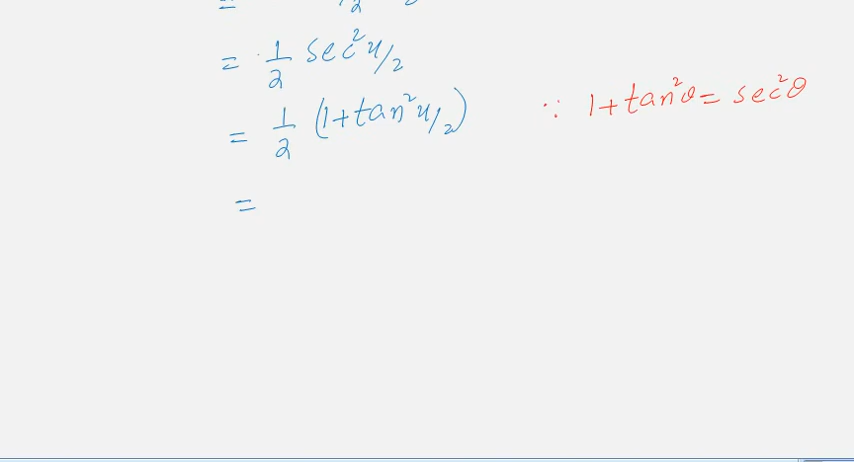 = 1/2 sec²u/2
= 1/2 (1+tan²u/2) ∵ 1+tan²θ = sec²θ
=